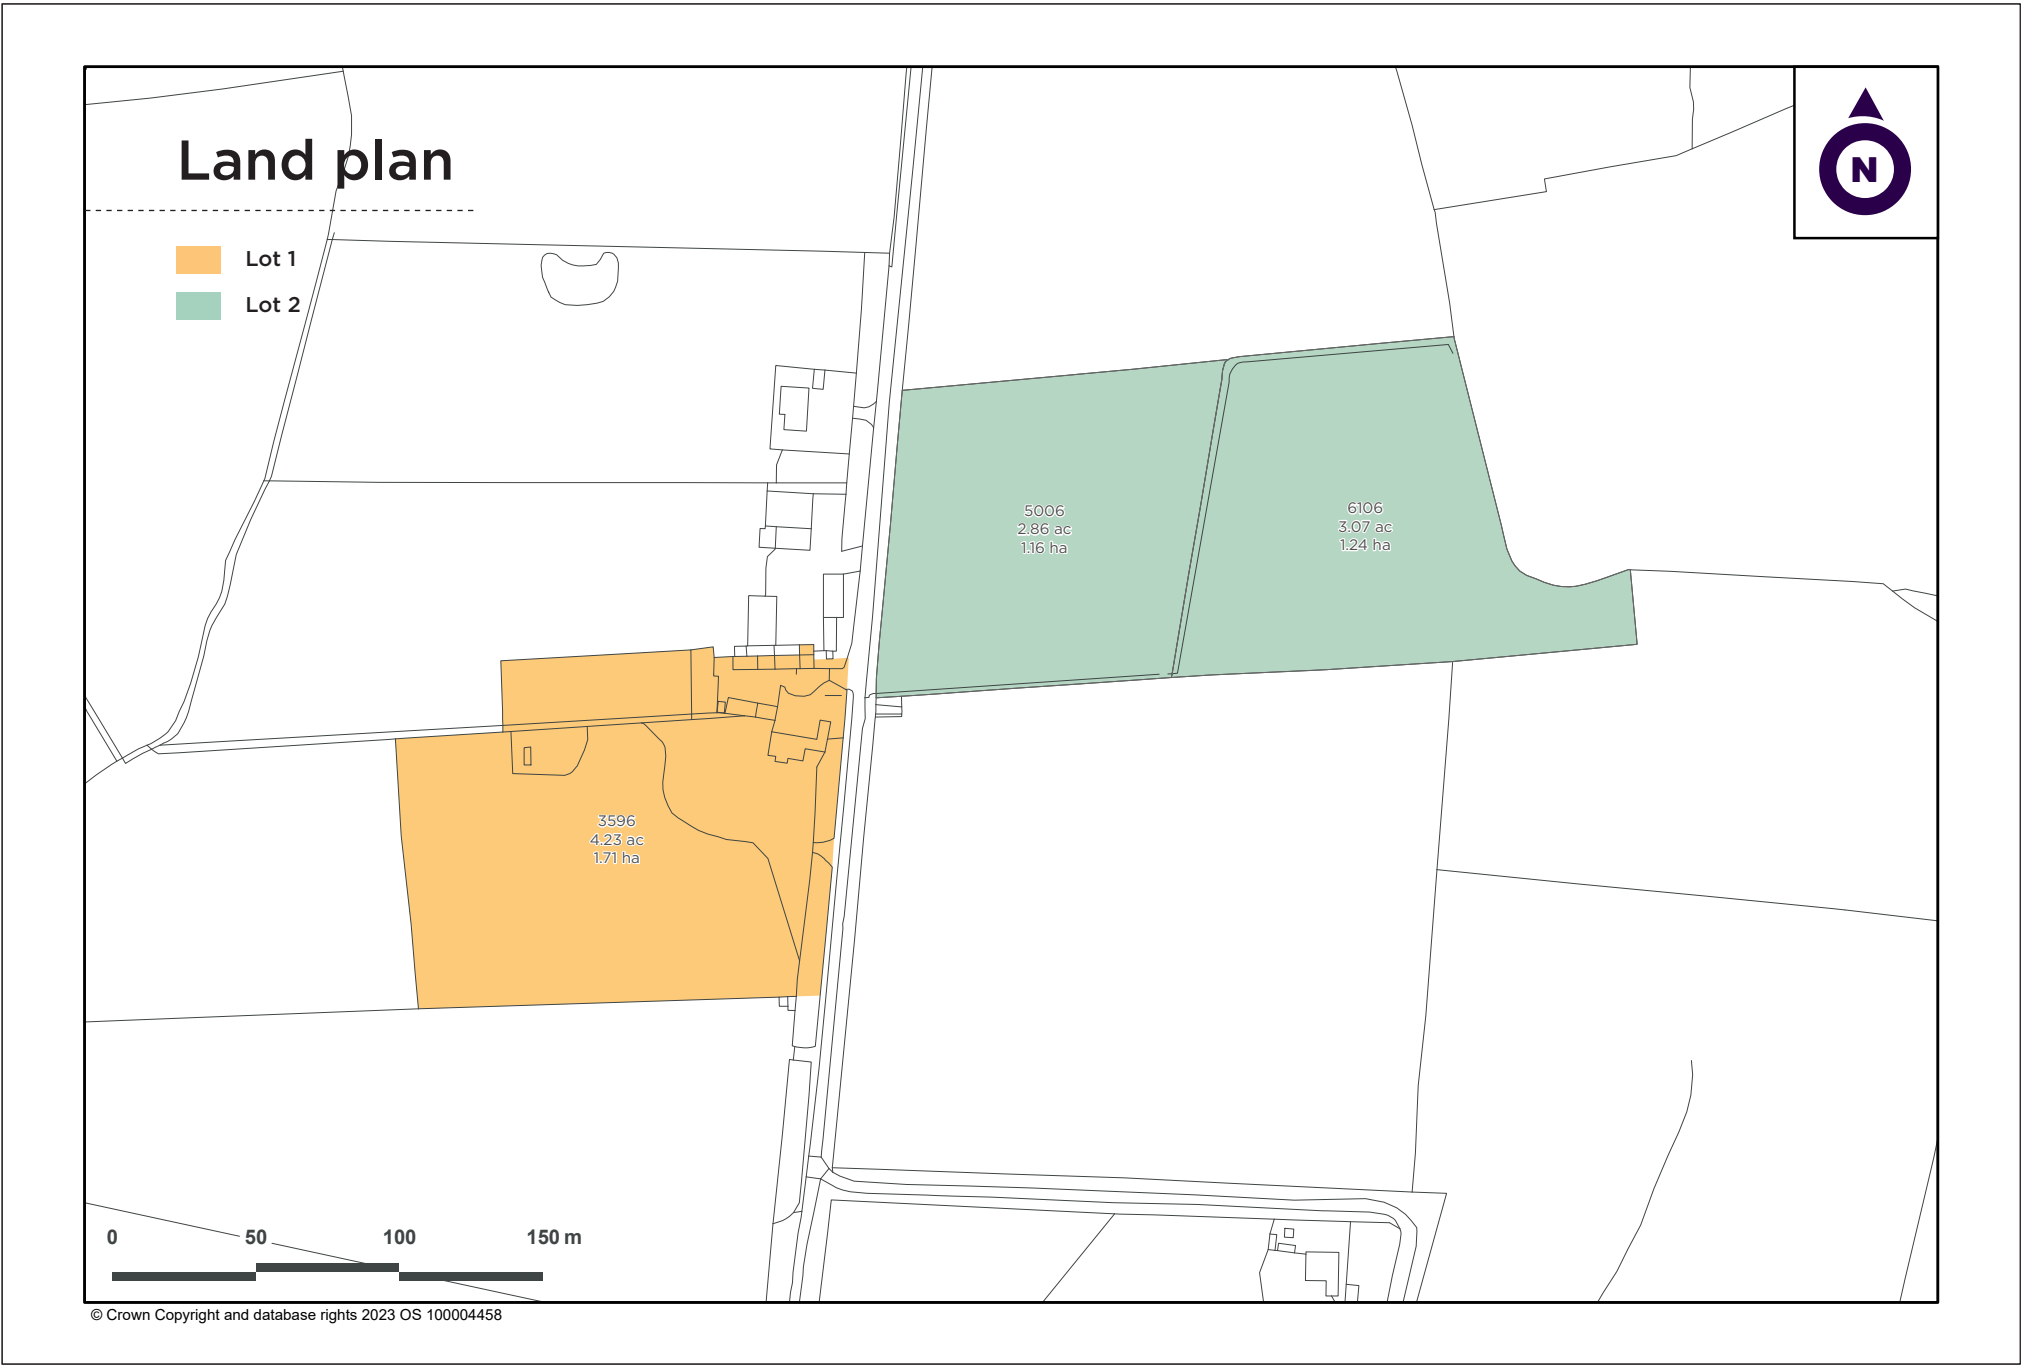 Land plan
N
Lot 1
Lot 2
5006
2.86 ac
1.16 ha
6106
3.07 ac
1.24 ha
3596
4.23 ac
1.71 ha
0 50 100 150 m
© Crown Copyright and database rights 2023 OS 100004458